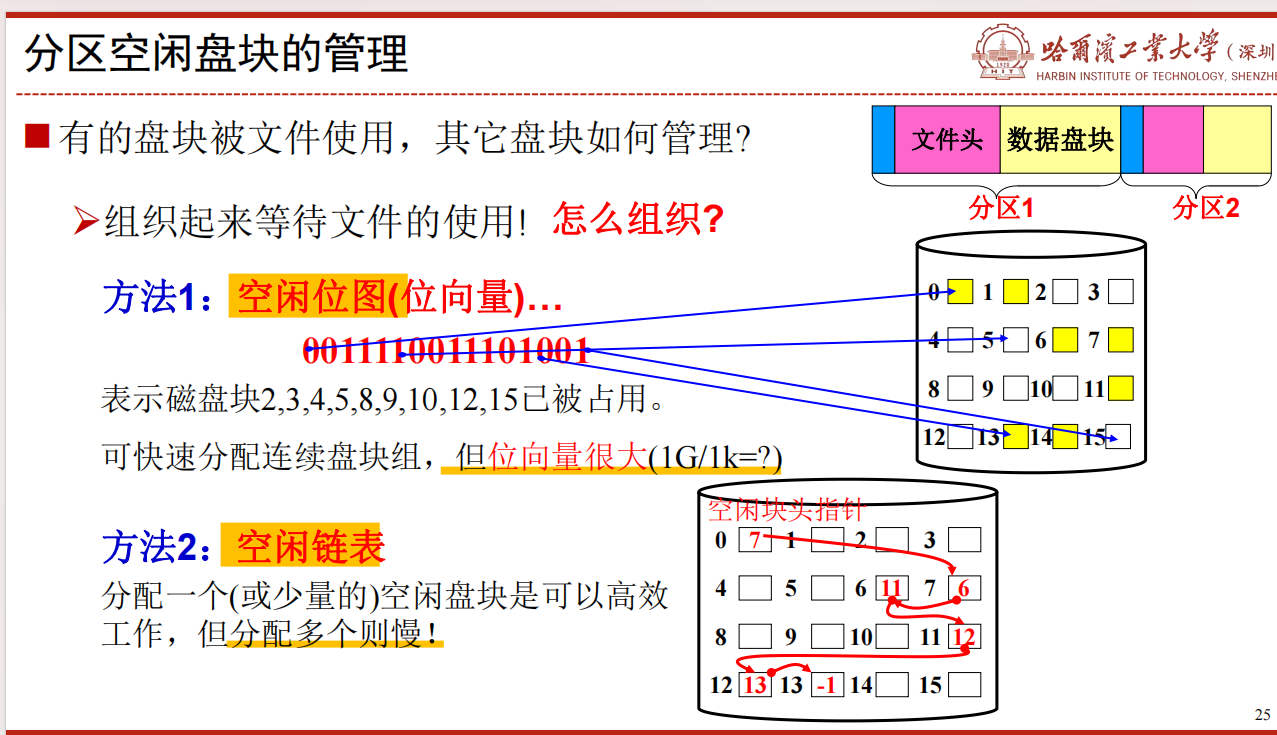 分区空闲盘块的管理
哈尔滨工业大学(深圳
HARBIN INSTITUTE OF TECHNOLOGY, SHENZHE
1920
HIT
有的盘块被文件使用，其它盘块如何管理?
文件头 数据盘块
分区1 分区2
组织起来等待文件的使用! 怎么组织?
方法1：空闲位图(位向量)…
0011110011101001
表示磁盘块2,3,4,5,8,9,10,12,15已被占用。
可快速分配连续盘块组，但位向量很大(1G/1k=?)
0 1 2 3
4 5 6 7
8 9 10 11
12 13 14 15
方法2：空闲链表
分配一个(或少量的)空闲盘块是可以高效
工作，但分配多个则慢！
空闲块头指针
0 7 1 2 3
4 5 6 11 7 6
8 9 10 11 12
12 13 13 -1 14 15
25